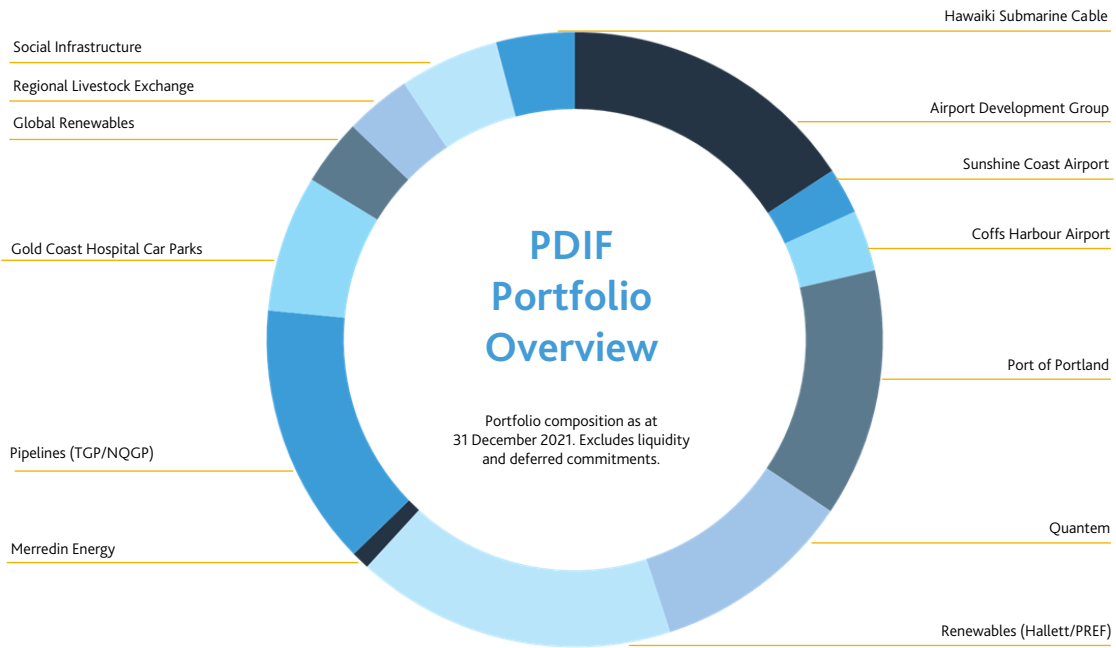 Hawaiki Submarine Cable
Social Infrastructure
Regional Livestock Exchange
Airport Development Group
Global Renewables
Sunshine Coast Airport
Coffs Harbour Airport
Gold Coast Hospital Car Parks
PDIF
Portfolio
Overview
Port of Portland
Portfolio composition as at
31 December 2021. Excludes liquidity
and deferred commitments.
Pipelines (TGP/NQGP)
Quantem
Merredin Energy
Renewables (Hallett/PREF)